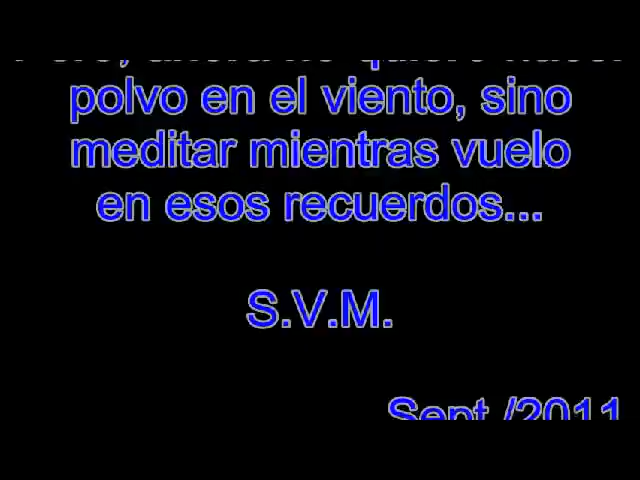 polvo en el viento, sino
meditar mientras vuelo
en esos recuerdos...
S.V.M.
Sept./2011